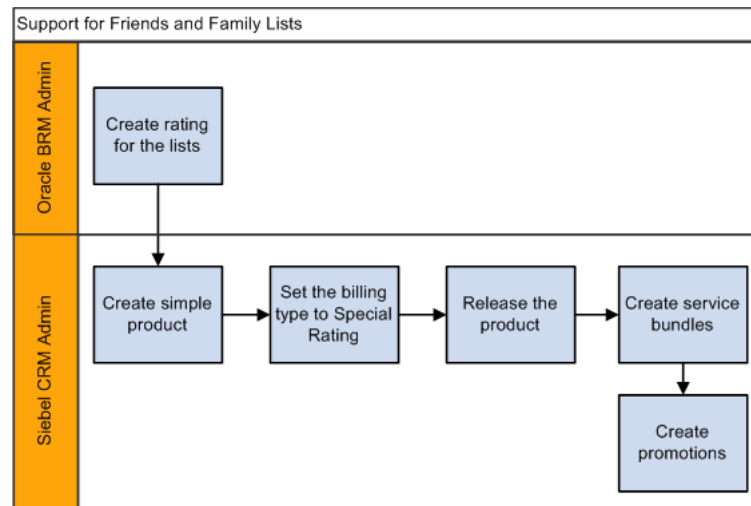 Support for Friends and Family Lists
Oracle BRM Admin
Create rating
for the lists
Siebel CRM Admin
Create simple
product
Set the billing
type to Special
Rating
Release the
product
Create service
bundles
Create
promotions